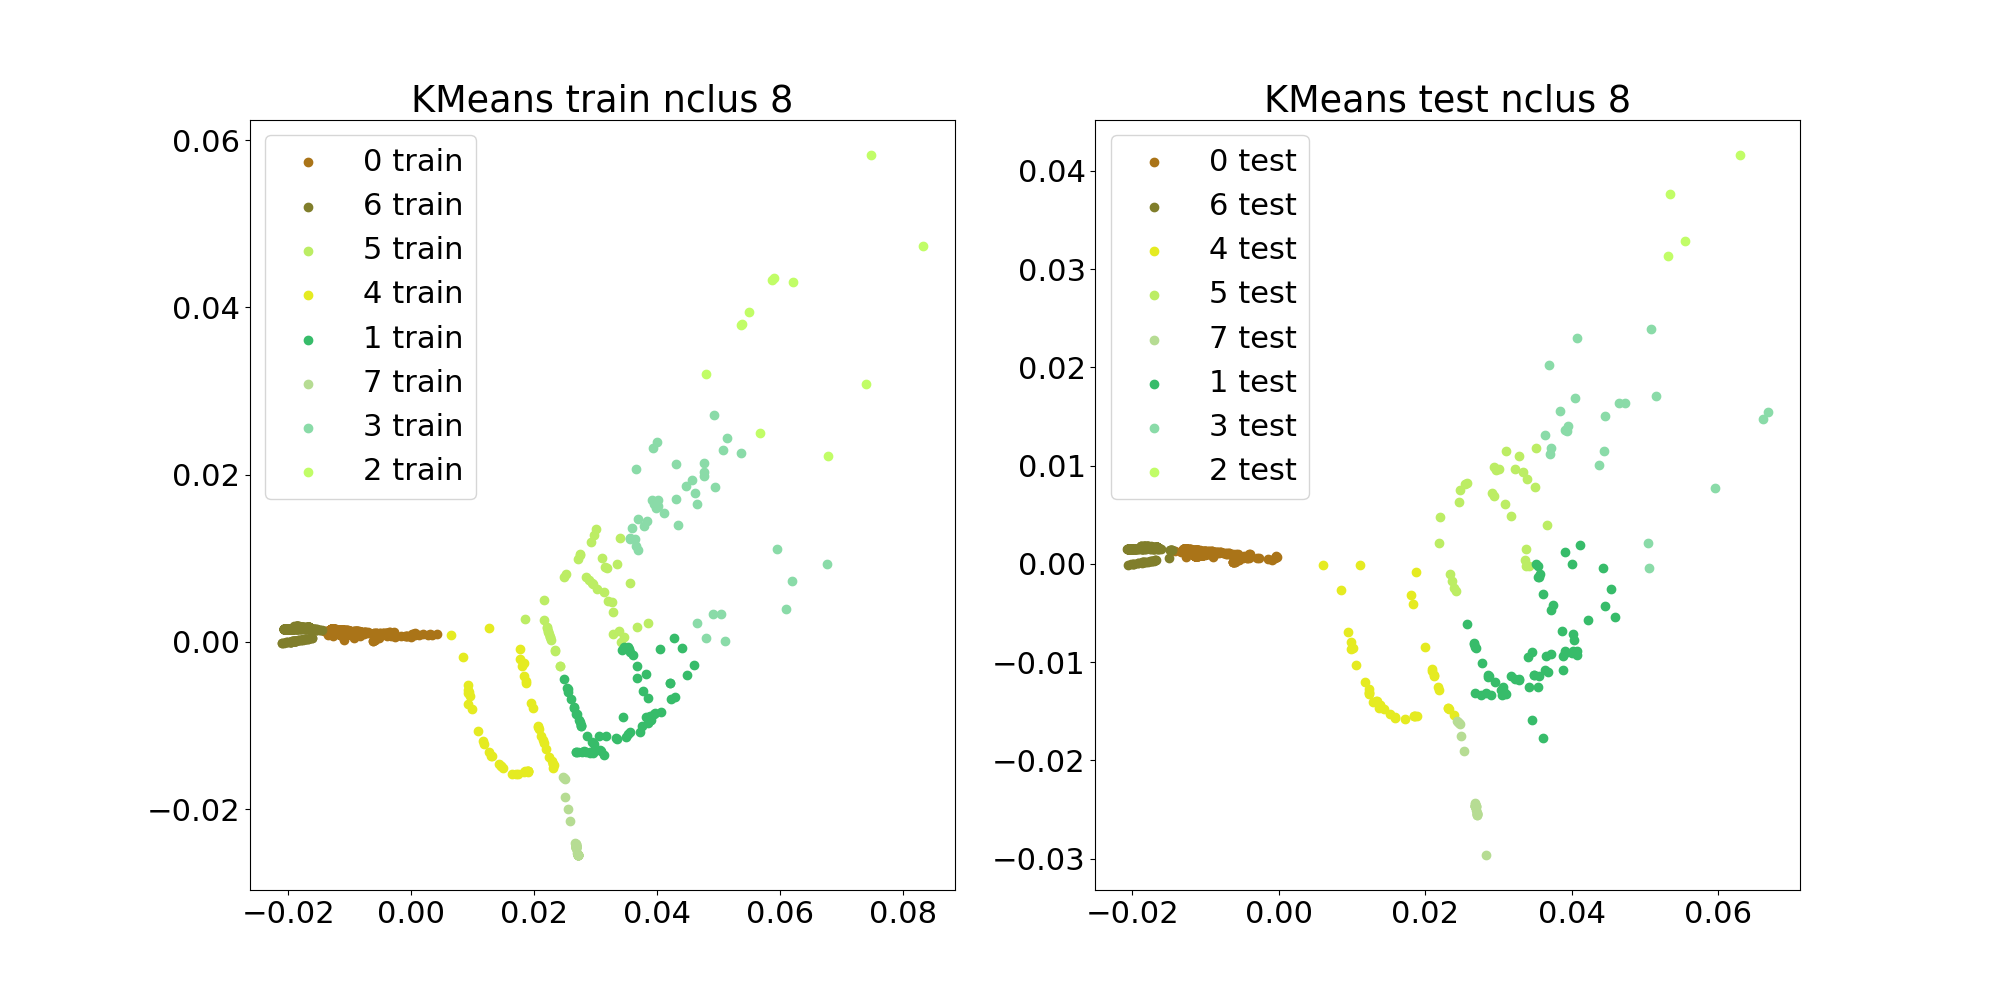 KMeans train nclus 8
0.06
0.04
0.02
0.00
−0.02
0 train
6 train
5 train
4 train
1 train
7 train
3 train
2 train
−0.02 0.00 0.02 0.04 0.06 0.08
KMeans test nclus 8
0.04
0.03
0.02
0.01
0.00
−0.01
−0.02
−0.03
0 test
6 test
4 test
5 test
7 test
1 test
3 test
2 test
−0.02 0.00 0.02 0.04 0.06